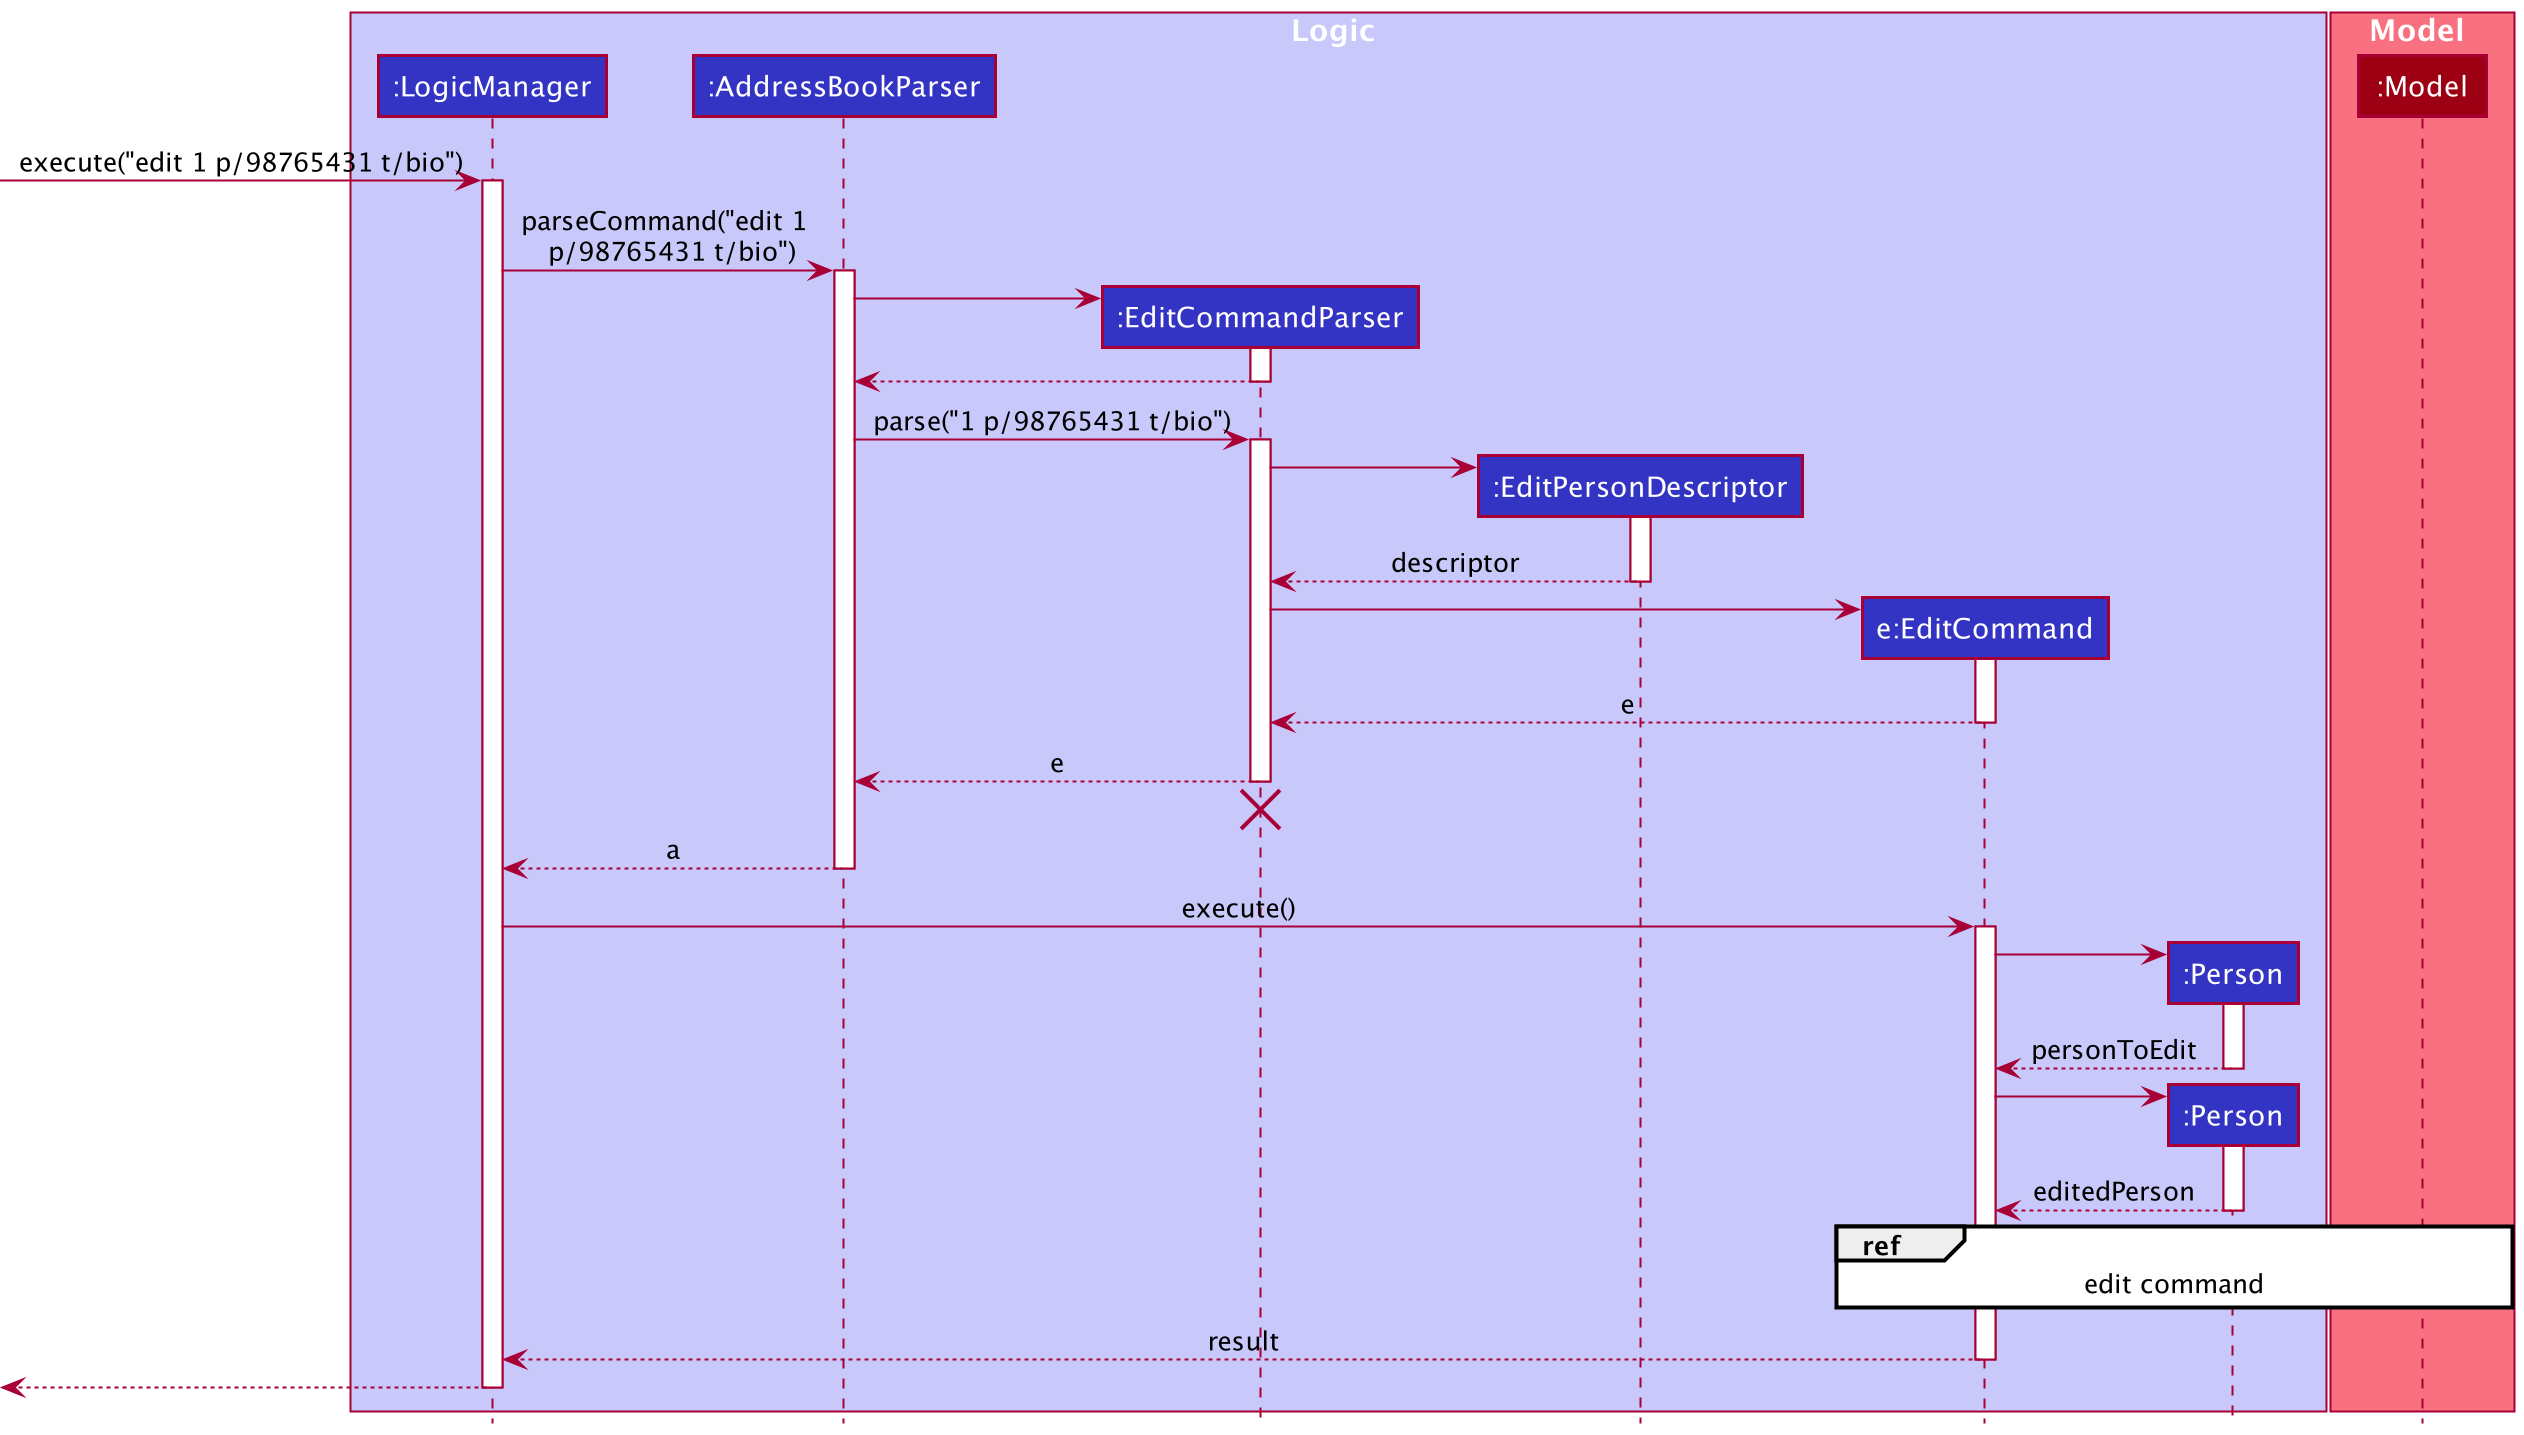 Logic
Model
:LogicManager
:AddressBookParser
:Model
execute("edit 1 p/98765431 t/bio")
parseCommand("edit 1
p/98765431 t/bio")
:EditCommandParser
parse("1 p/98765431 t/bio")
:EditPersonDescriptor
descriptor
e:EditCommand
e
e
a
execute()
:Person
personToEdit
:Person
editedPerson
ref
edit command
result